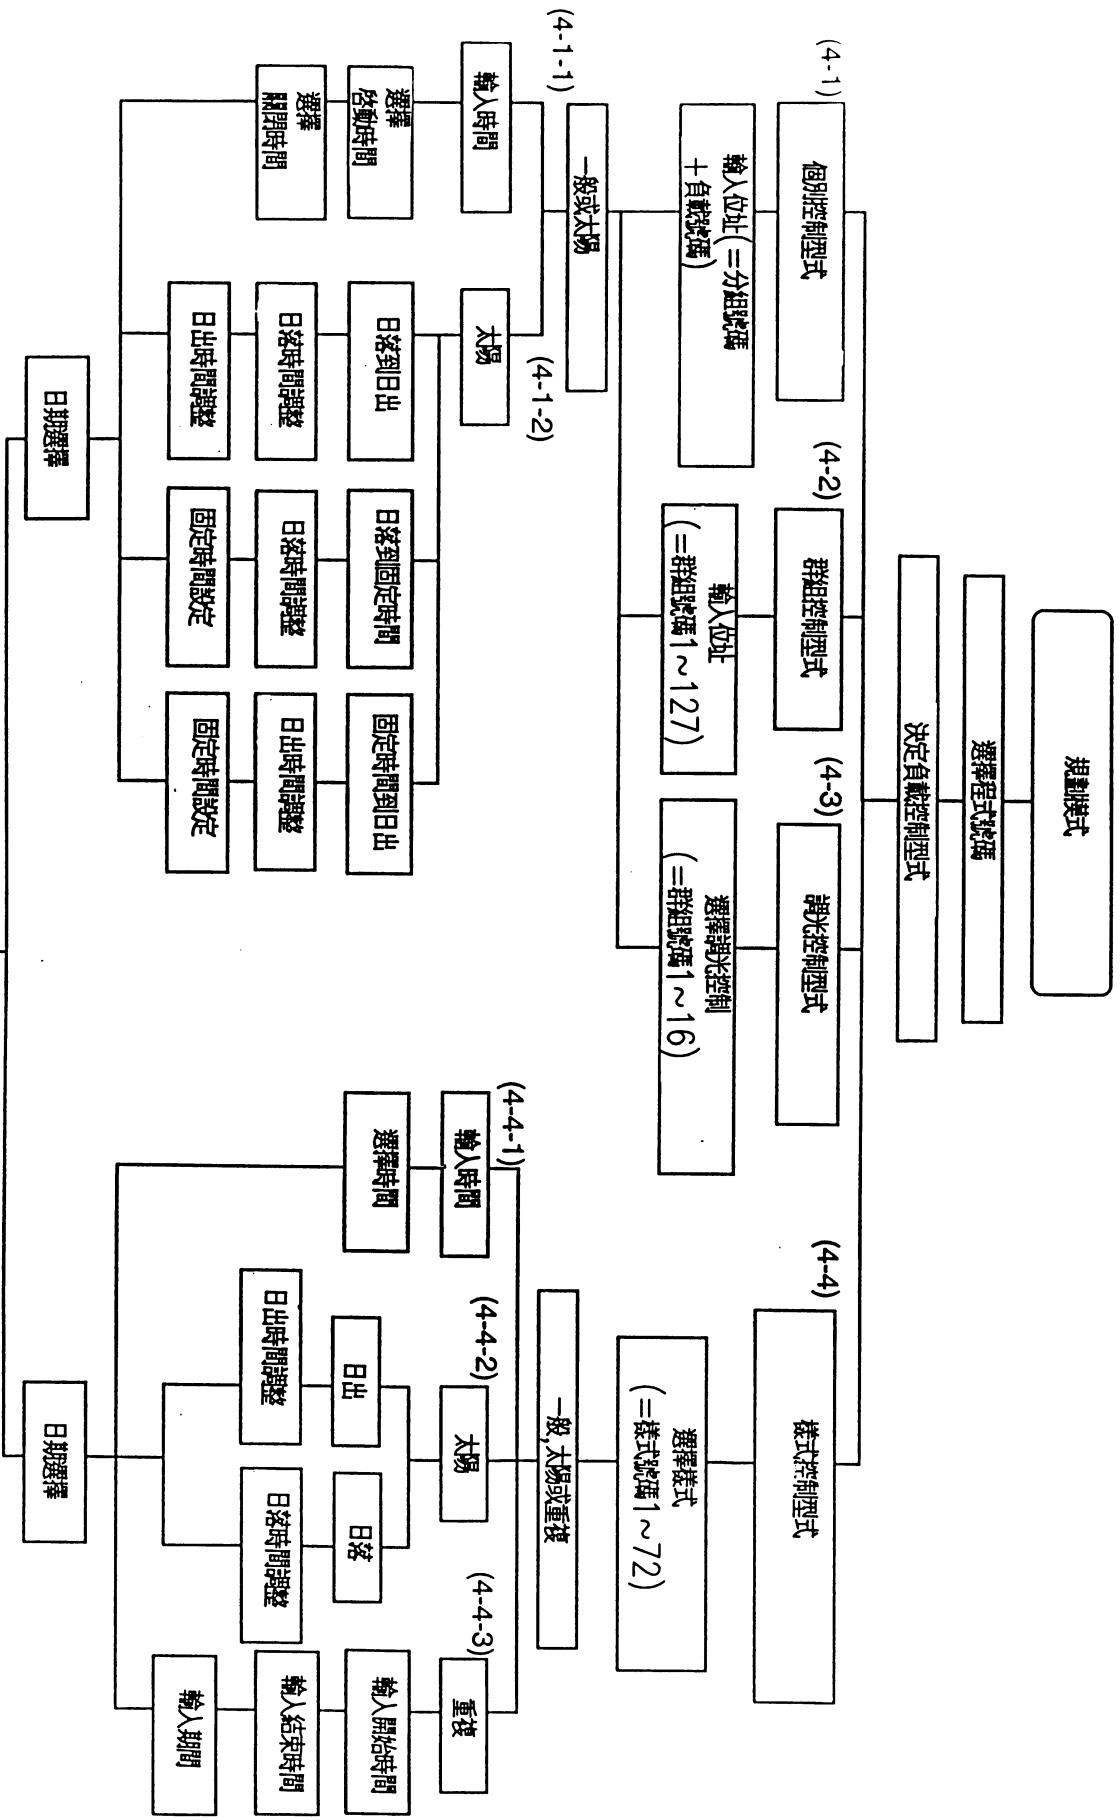 規劃模式
選擇程式號碼
決定負載控制型式
(4-1)
個別控制型式
(4-2)
群組控制型式
(4-3)
調光控制型式
(4-4)
樣式控制型式
輸入位址(=分組號碼
+負載號碼)
輸入位址
(=群組號碼1~127)
選擇調光控制
(=群組號碼1~16)
選擇樣式
(=樣式號碼1~72)
一般或太陽
一般,太陽或重複
(4-1-1)
輸入時間
(4-1-2)
太陽
(4-4-1)
輸入時間
(4-4-2)
太陽
(4-4-3)
重複
選擇
啓動時間
日落到日出
日落到固定時間
固定時間到日出
選擇時間
日出
日落
輸入開始時間
選擇
關閉時間
日落時間調整
日落時間調整
日出時間調整
日出時間調整
日落時間調整
輸入結束時間
日出時間調整
固定時間設定
固定時間設定
輸入期間
日期選擇
日期選擇